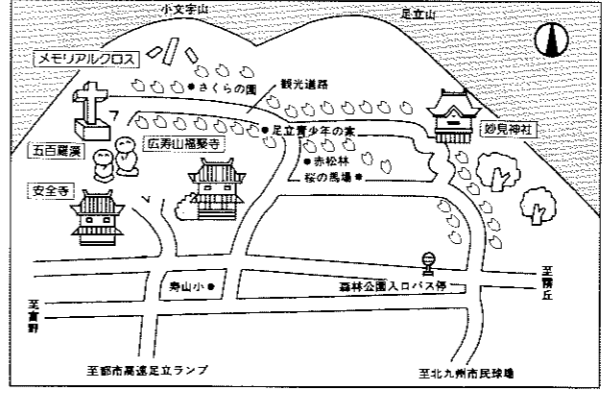 小文字山
足立山
メモリアルクロス
さくらの園
観光道路
足立青少年の家
妙見神社
五百羅漢
広寿山福聚寺
赤松林
安全寺
桜の馬場
寿山小
森林公園入口バス停
至霧丘
至富野
至都市高速足立ランプ
至北九州市民球場